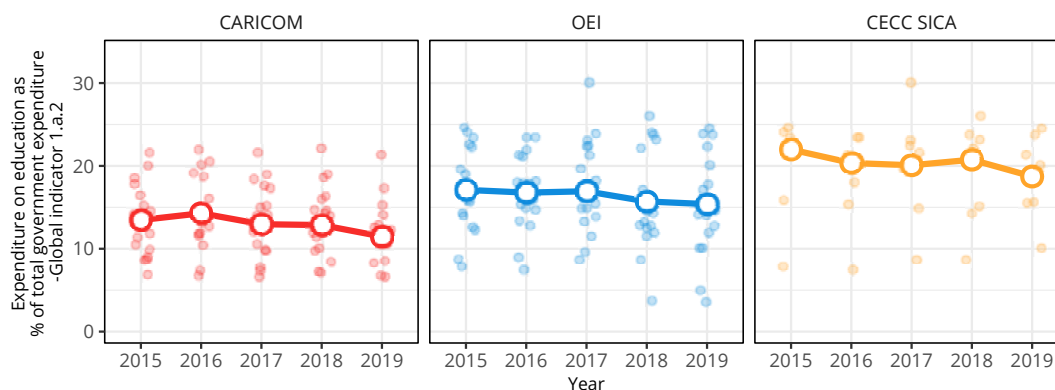 CARICOM
OEI
CECC SICA
Expenditure on education as
% of total government expenditure
-Global indicator 1.a.2
30
20
10
0
2015 2016 2017 2018 2019
2015 2016 2017 2018 2019
2015 2016 2017 2018 2019
Year